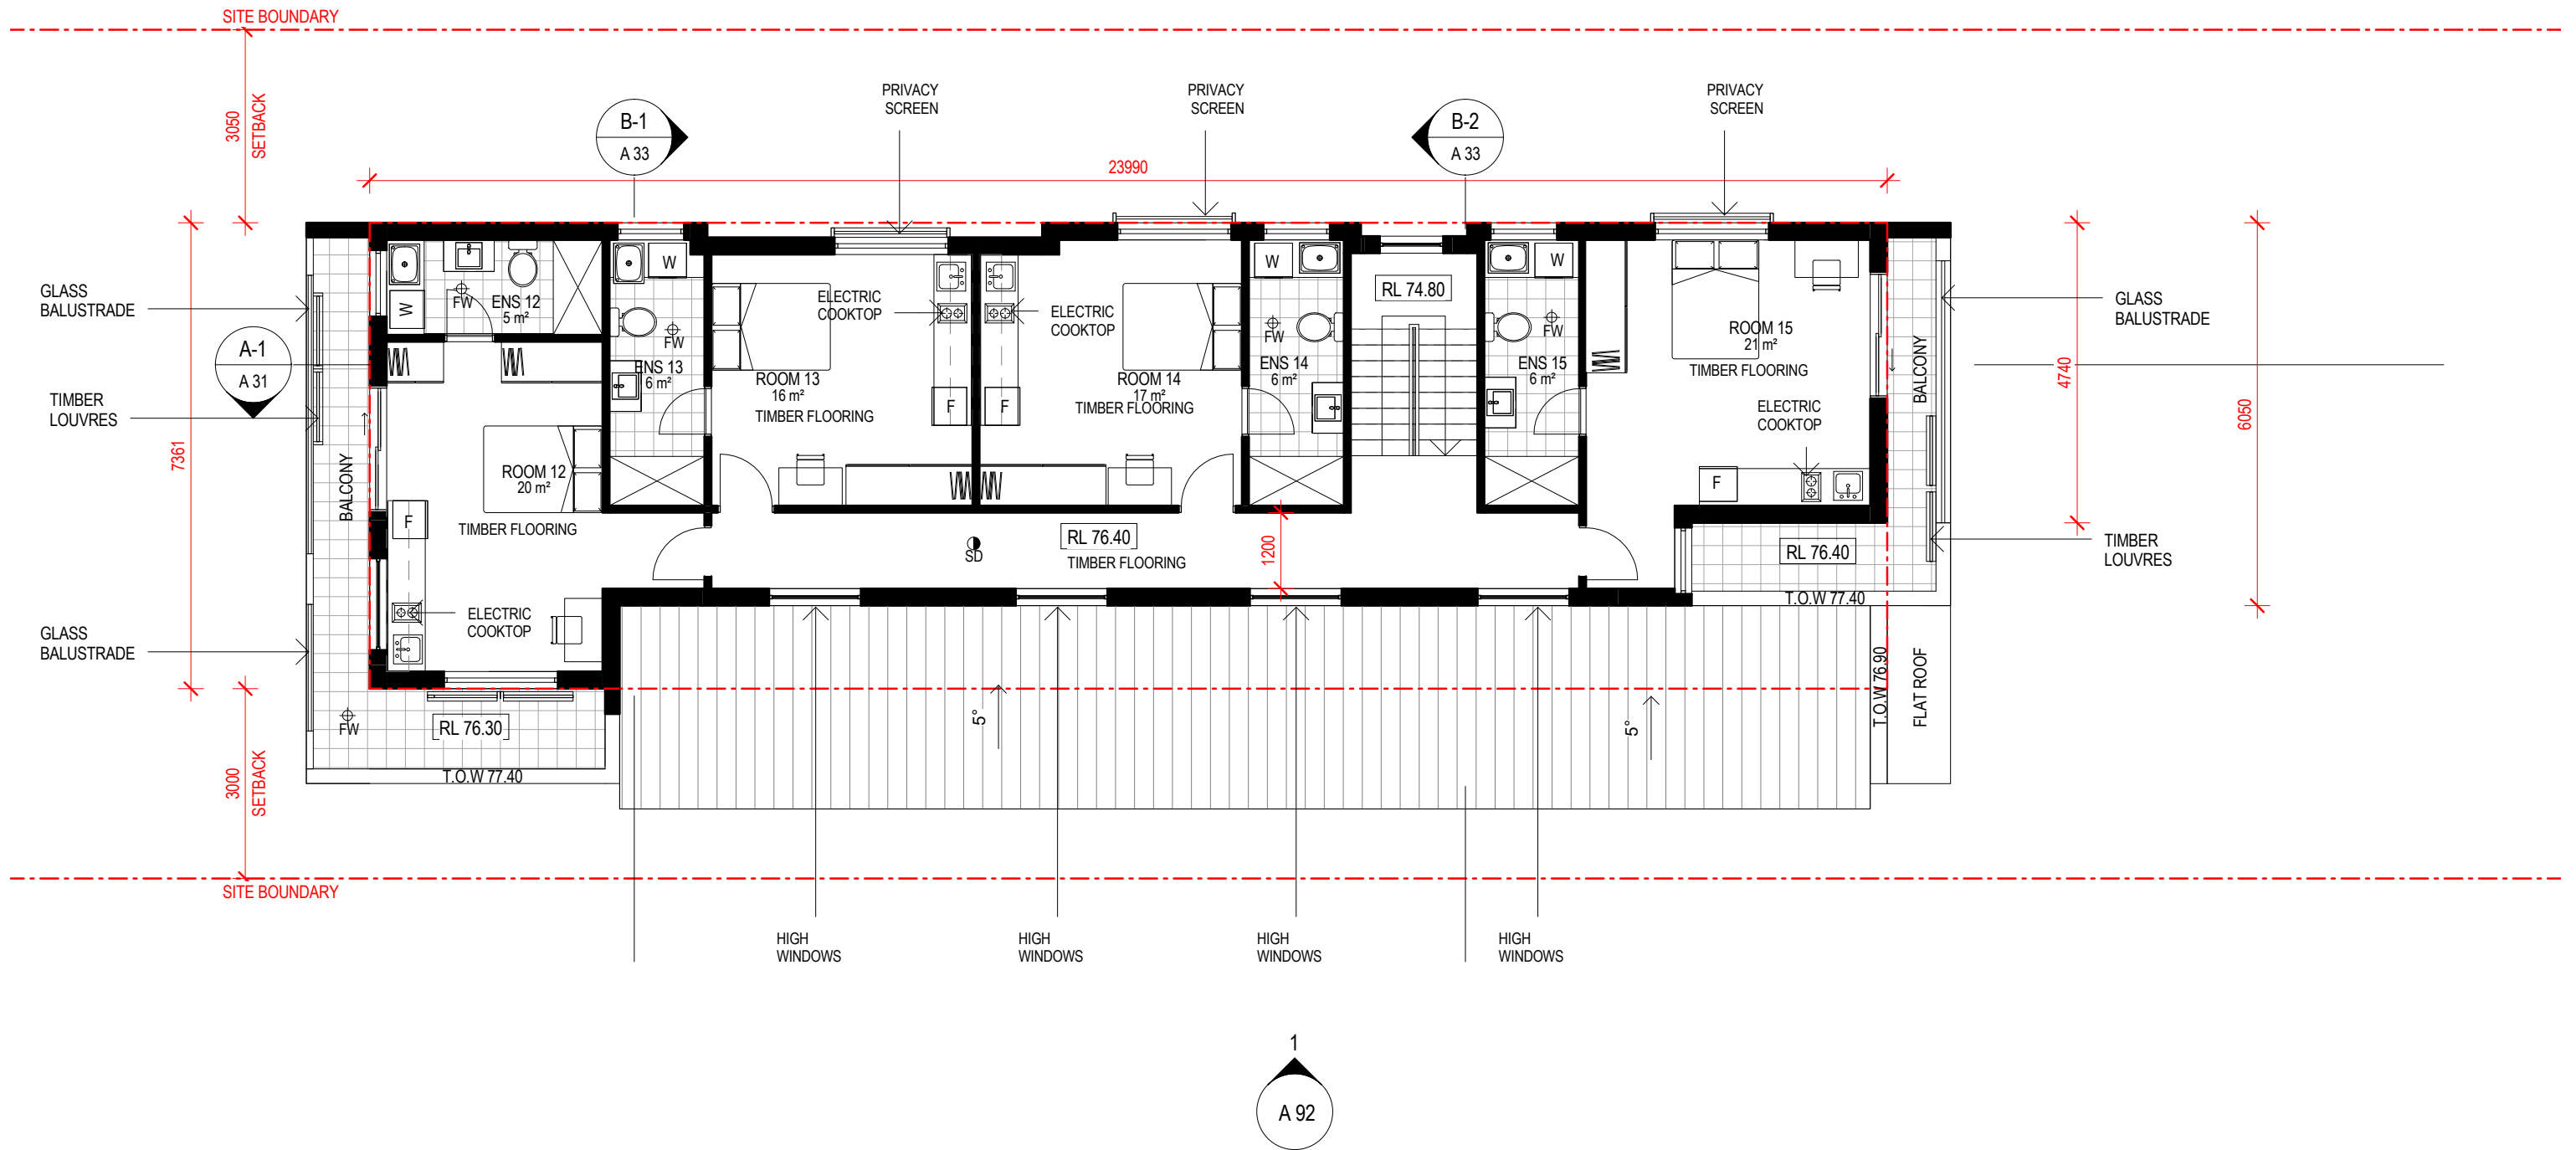 SITE BOUNDARY
3050
SETBACK
PRIVACY
SCREEN
PRIVACY
SCREEN
PRIVACY
SCREEN
B-1
A 33
B-2
A 33
23990
GLASS
BALUSTRADE
A-1
A 31
TIMBER
LOUVRES
7361
BALCONY
GLASS
BALUSTRADE
W
FW
ENS 12
5 m²
ROOM 12
20 m²
TIMBER FLOORING
F
ELECTRIC
COOKTOP
W
FW
ENS 13
6 m²
ELECTRIC
COOKTOP
ROOM 13
16 m²
TIMBER FLOORING
F
F
ELECTRIC
COOKTOP
ROOM 14
17 m²
TIMBER FLOORING
W
FW
ENS 14
6 m²
RL 74.80
W
FW
ENS 15
6 m²
ROOM 15
21 m²
TIMBER FLOORING
ELECTRIC
COOKTOP
F
BALCONY
GLASS
BALUSTRADE
4740
6050
TIMBER
LOUVRES
SD
RL 76.40
TIMBER FLOORING
1200
RL 76.40
T.O.W 77.40
T.O.W 76.90
FLAT ROOF
5°
5°
FW
RL 76.30
T.O.W 77.40
3000
SETBACK
SITE BOUNDARY
HIGH
WINDOWS
HIGH
WINDOWS
HIGH
WINDOWS
HIGH
WINDOWS
1
A 92